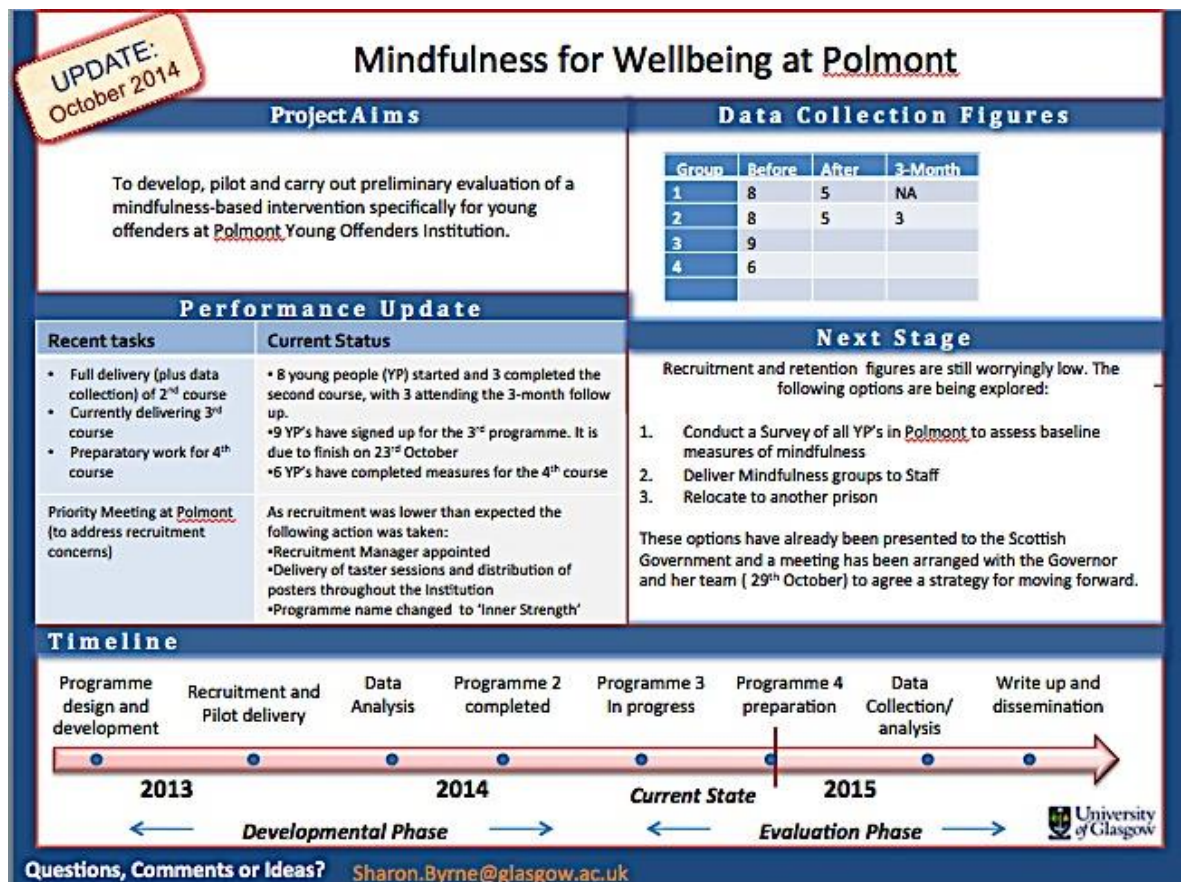 UPDATE:
October 2014
Mindfulness for Wellbeing at Polmont
Project Aims
To develop, pilot and carry out preliminary evaluation of a
mindfulness-based intervention specifically for young
offenders at Polmont Young Offenders Institution.
Data Collection Figures
Group Before After 3-Month
1 8 5 NA
2 8 5 3
3 9
4 6
Performance Update
Recent tasks
Current Status
• Full delivery (plus data
collection) of 2nd course
• Currently delivering 3rd
course
• Preparatory work for 4th
course
• 8 young people (YP) started and 3 completed the
second course, with 3 attending the 3-month follow
up.
•9 YP's have signed up for the 3rd programme. It is
due to finish on 23rd October
•6 YP's have completed measures for the 4th course
Priority Meeting at Polmont
(to address recruitment
concerns)
As recruitment was lower than expected the
following action was taken:
•Recruitment Manager appointed
•Delivery of taster sessions and distribution of
posters throughout the Institution
•Programme name changed to 'Inner Strength'
Next Stage
Recruitment and retention figures are still worryingly low. The
following options are being explored:
1. Conduct a Survey of all YP's in Polmont to assess baseline
measures of mindfulness
2. Deliver Mindfulness groups to Staff
3. Relocate to another prison
These options have already been presented to the Scottish
Government and a meeting has been arranged with the Governor
and her team ( 29th October) to agree a strategy for moving forward.
Timeline
Programme
design and
development
Recruitment and
Pilot delivery
Data
Analysis
Programme 2
completed
Programme 3
In progress
Programme 4
preparation
Data
Collection/
analysis
Write up and
dissemination
2013
2014
Current State
2015
Developmental Phase
Evaluation Phase
University
of Glasgow
Questions, Comments or Ideas? Sharon.Byrne@glasgow.ac.uk